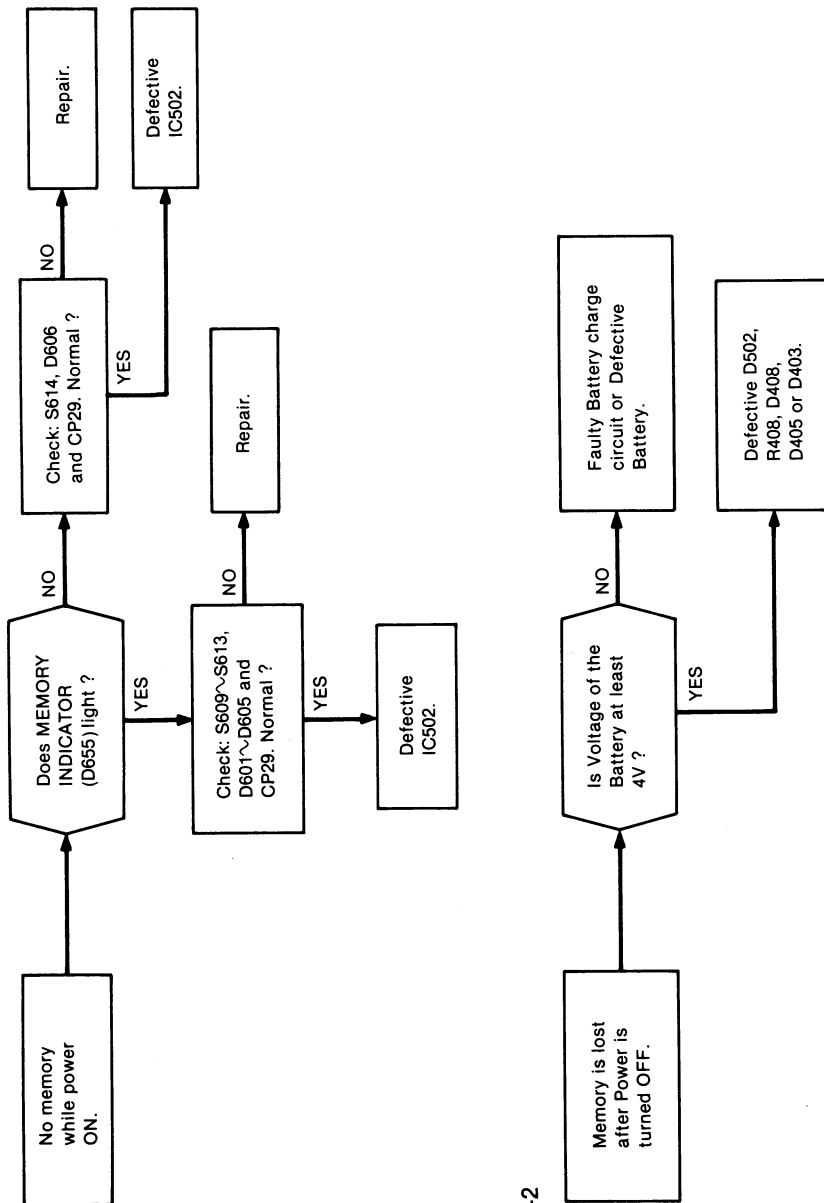 No memory
while power
ON.
Does MEMORY
INDICATOR
(D655) light ?
NO
YES
Check: S614, D606
and CP29. Normal ?
NO
YES
Repair.
Defective
IC502.
Check: S609~S613,
D601~D605 and
CP29. Normal ?
NO
YES
Repair.
Defective
IC502.
-2
Memory is lost
after Power is
turned OFF.
Is Voltage of the
Battery at least
4V ?
NO
YES
Faulty Battery charge
circuit or Defective
Battery.
Defective D502,
R408, D408,
D405 or D403.